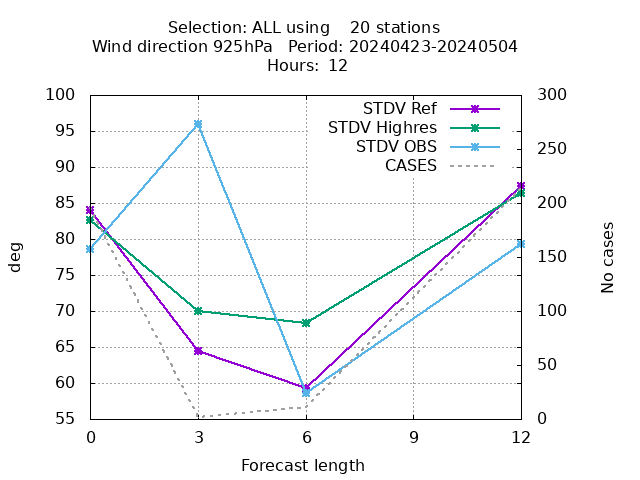 Selection: ALL using    20 stations
Wind direction 925hPa   Period: 20240423-20240504
Hours:  12
STDV Ref
STDV Highres
STDV OBS
CASES
deg
100
95
90
85
80
75
70
65
60
55
300
250
200
150
100
50
0
No cases
0 3 6 9 12
Forecast length